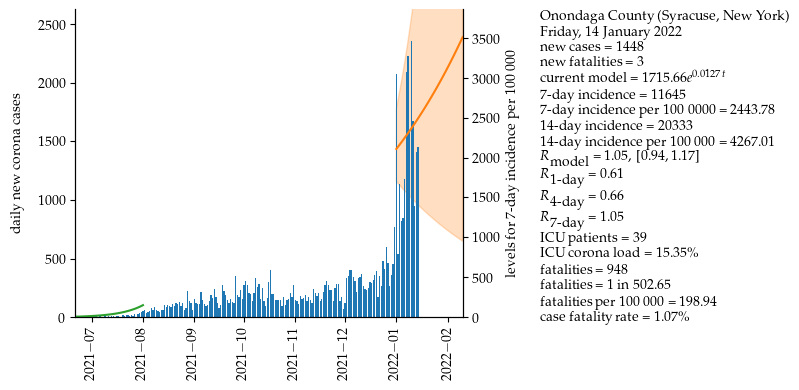 Onondaga County (Syracuse, New York)
Friday, 14 January 2022
new cases = 1448
new fatalities = 3
current model = 1715.66e^0.0127 t
7-day incidence = 11645
7-day incidence per 100 0000 = 2443.78
14-day incidence = 20333
14-day incidence per 100 000 = 4267.01
R model = 1.05, [0.94, 1.17]
R 1-day = 0.61
R 4-day = 0.66
R 7-day = 1.05
ICU patients = 39
ICU corona load = 15.35%
fatalities = 948
fatalities = 1 in 502.65
fatalities per 100 000 = 198.94
case fatality rate = 1.07%
daily new corona cases
2500
2000
1500
1000
500
0
levels for 7-day incidence per 100 000
3500
3000
2500
2000
1500
1000
500
0
2021−07
2021−08
2021−09
2021−10
2021−11
2021−12
2022−01
2022−02